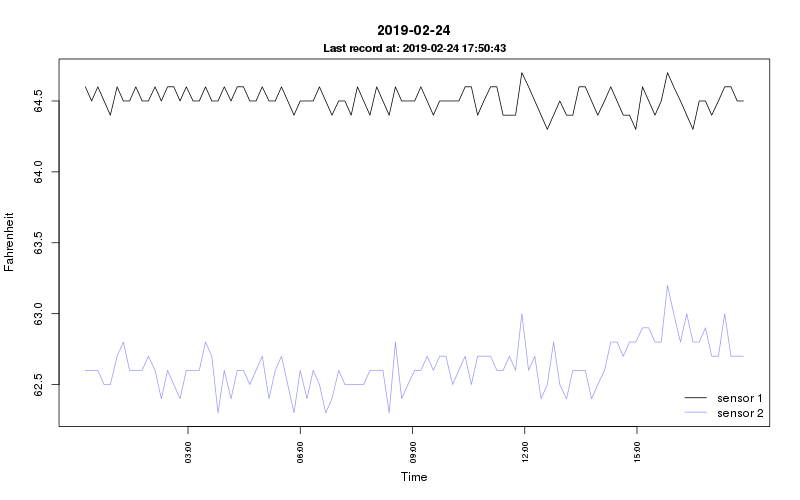 2019-02-24
Last record at: 2019-02-24 17:50:43
Fahrenheit
64.5
64.0
63.5
63.0
62.5
sensor 1
sensor 2
03:00 06:00 09:00 12:00 15:00
Time